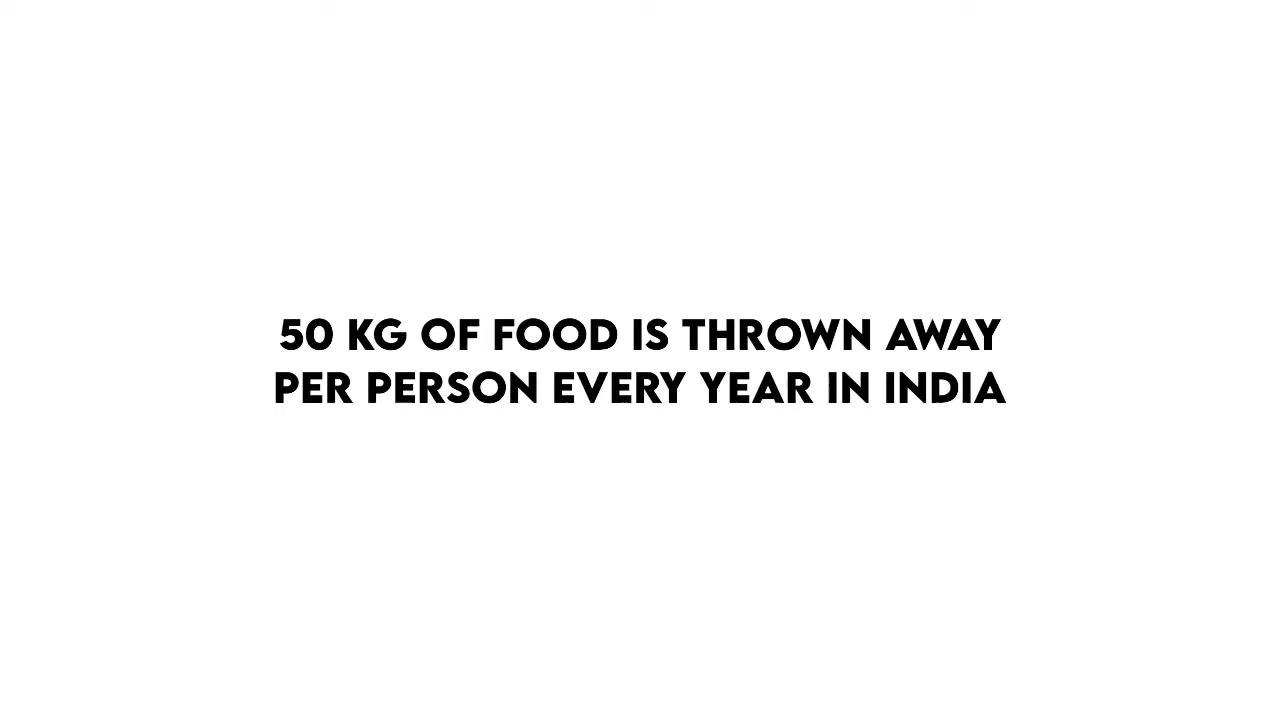 50 KG OF FOOD IS THROWN AWAY
PER PERSON EVERY YEAR IN INDIA